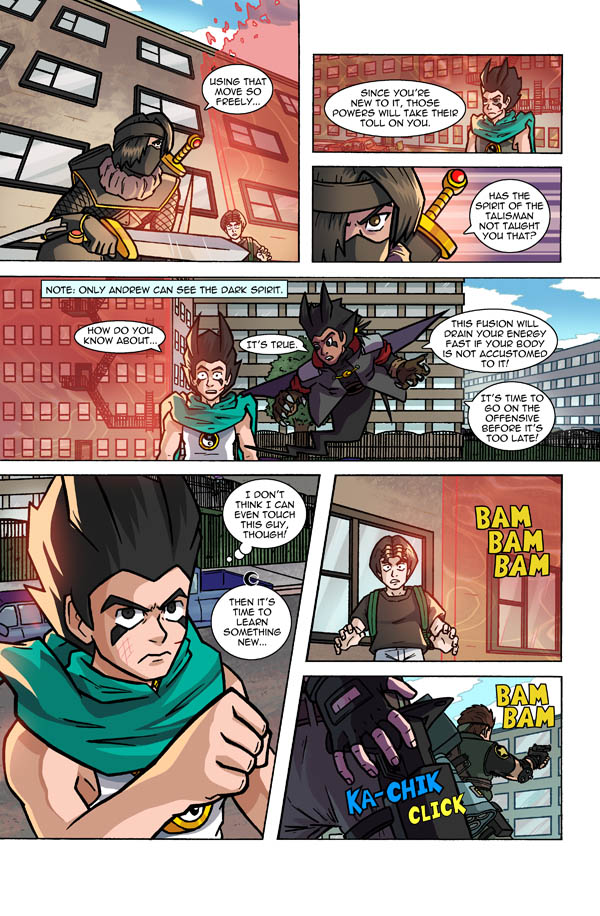 USING THAT
MOVE SO
FREELY...
SINCE YOU'RE
NEW TO IT, THOSE
POWERS WILL TAKE THEIR
TOLL ON YOU.
HAS THE
SPIRIT OF THE
TALISMAN
NOT TAUGHT
YOU THAT?
NOTE: ONLY ANDREW CAN SEE THE DARK SPIRIT.
HOW DO YOU
KNOW ABOUT...
IT'S TRUE.
THIS FUSION WILL
DRAIN YOUR ENERGY
FAST IF YOUR BODY
IS NOT ACCUSTOMED
TO IT!
IT'S TIME TO
GO ON THE
OFFENSIVE
BEFORE IT'S
TOO LATE!
I DON'T
THINK I CAN
EVEN TOUCH
THIS GUY,
THOUGH!
THEN IT'S
TIME TO
LEARN
SOMETHING
NEW...
BAM
BAM
BAM
BAM
BAM
KA-CHIK
CLICK